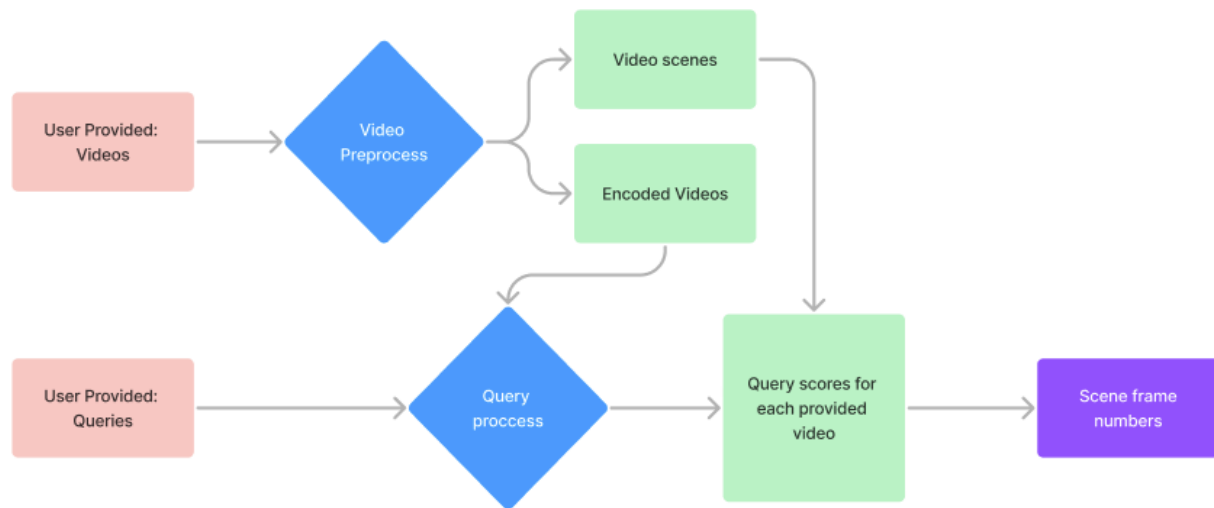 Video scenes
User Provided:
Videos
Video
Preprocess
Encoded Videos
User Provided:
Queries
Query
proccess
Query scores for
each provided
video
Scene frame
numbers